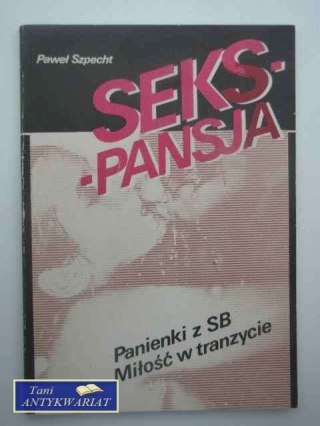 Paweł Szpecht
SEKS-
-PANSJA
Panienki z SB
Miłość w tranzycie
Tani
ANTYKWARIAT